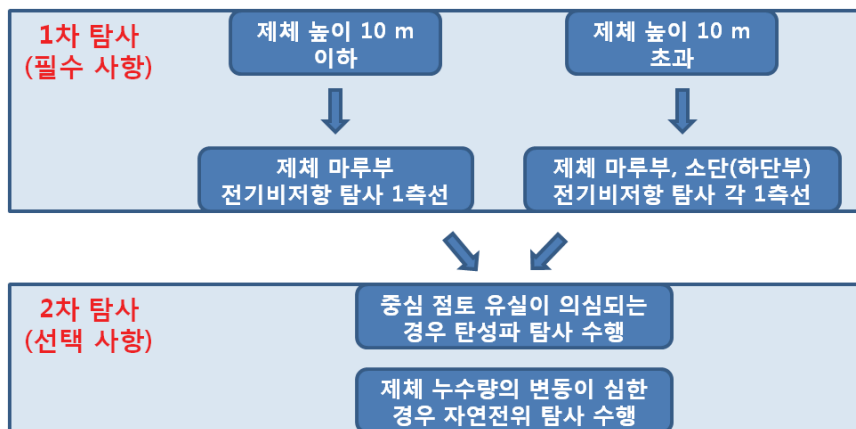 1차 탐사
(필수 사항)
제체 높이 10 m
이하
제체 높이 10 m
초과
제체 마루부
전기비저항 탐사 1측선
제체 마루부, 소단(하단부)
전기비저항 탐사 각 1측선
2차 탐사
(선택 사항)
중심 점토 유실이 의심되는
경우 탄성파 탐사 수행
제체 누수량의 변동이 심한
경우 자연전위 탐사 수행